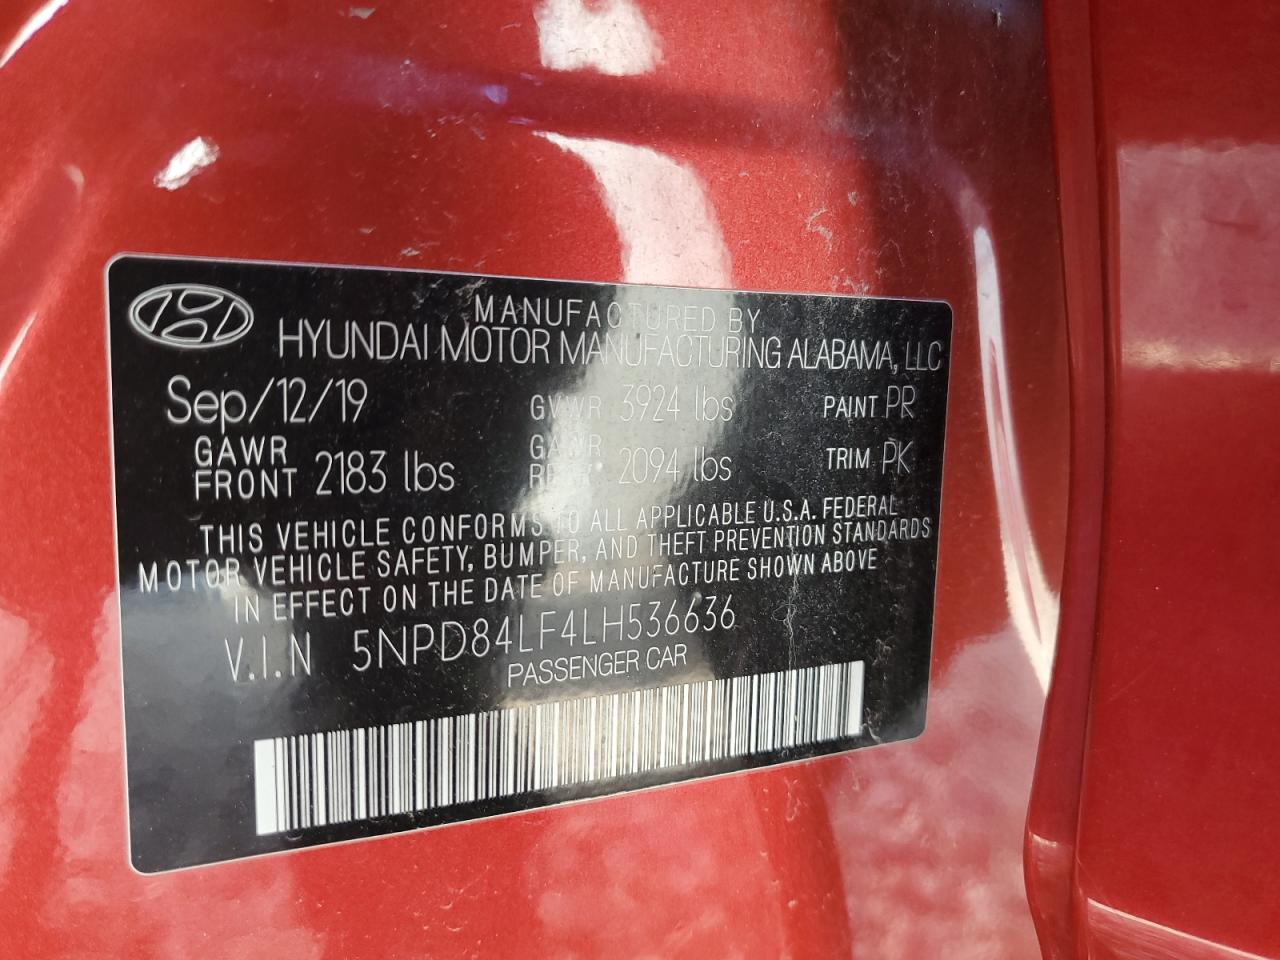 MANUFACTURED BY
HYUNDAI MOTOR MANUFACTURING ALABAMA, LLC
Sep/12/19 GVWR 3924 lbs PAINT PR
GAWR FRONT 2183 lbs GAWR REAR 2094 lbs TRIM PK
THIS VEHICLE CONFORMS TO ALL APPLICABLE U.S.A. FEDERAL
MOTOR VEHICLE SAFETY, BUMPER, AND THEFT PREVENTION STANDARDS
IN EFFECT ON THE DATE OF MANUFACTURE SHOWN ABOVE
V.I.N 5NPD84LF4LH536636
PASSENGER CAR